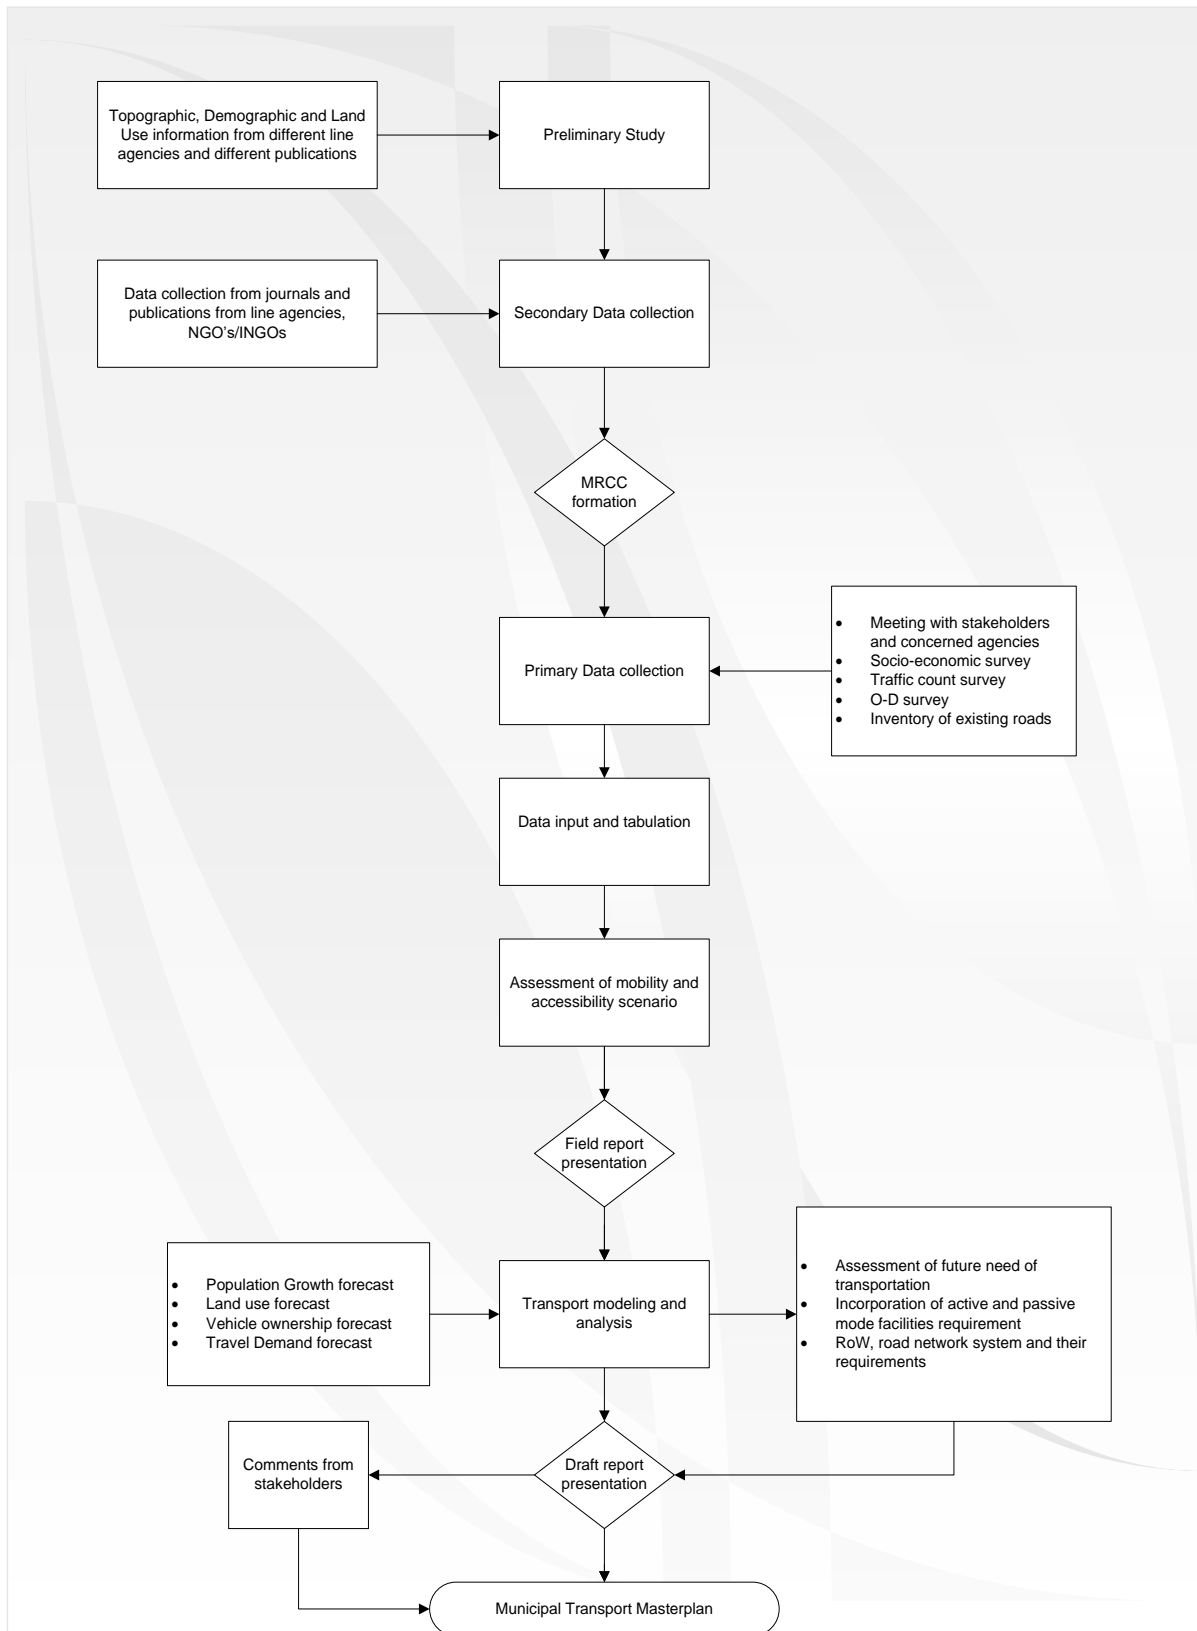 Topographic, Demographic and Land
Use information from different line
agencies and different publications
Preliminary Study
Data collection from journals and
publications from line agencies,
NGO's/INGOs
Secondary Data collection
MRCC
formation
Primary Data collection
• Meeting with stakeholders
and concerned agencies
• Socio-economic survey
• Traffic count survey
• O-D survey
• Inventory of existing roads
Data input and tabulation
Assessment of mobility and
accessibility scenario
Field report
presentation
• Population Growth forecast
• Land use forecast
• Vehicle ownership forecast
• Travel Demand forecast
Transport modeling and
analysis
• Assessment of future need of
transportation
• Incorporation of active and passive
mode facilities requirement
• RoW, road network system and their
requirements
Comments from
stakeholders
Draft report
presentation
Municipal Transport Masterplan